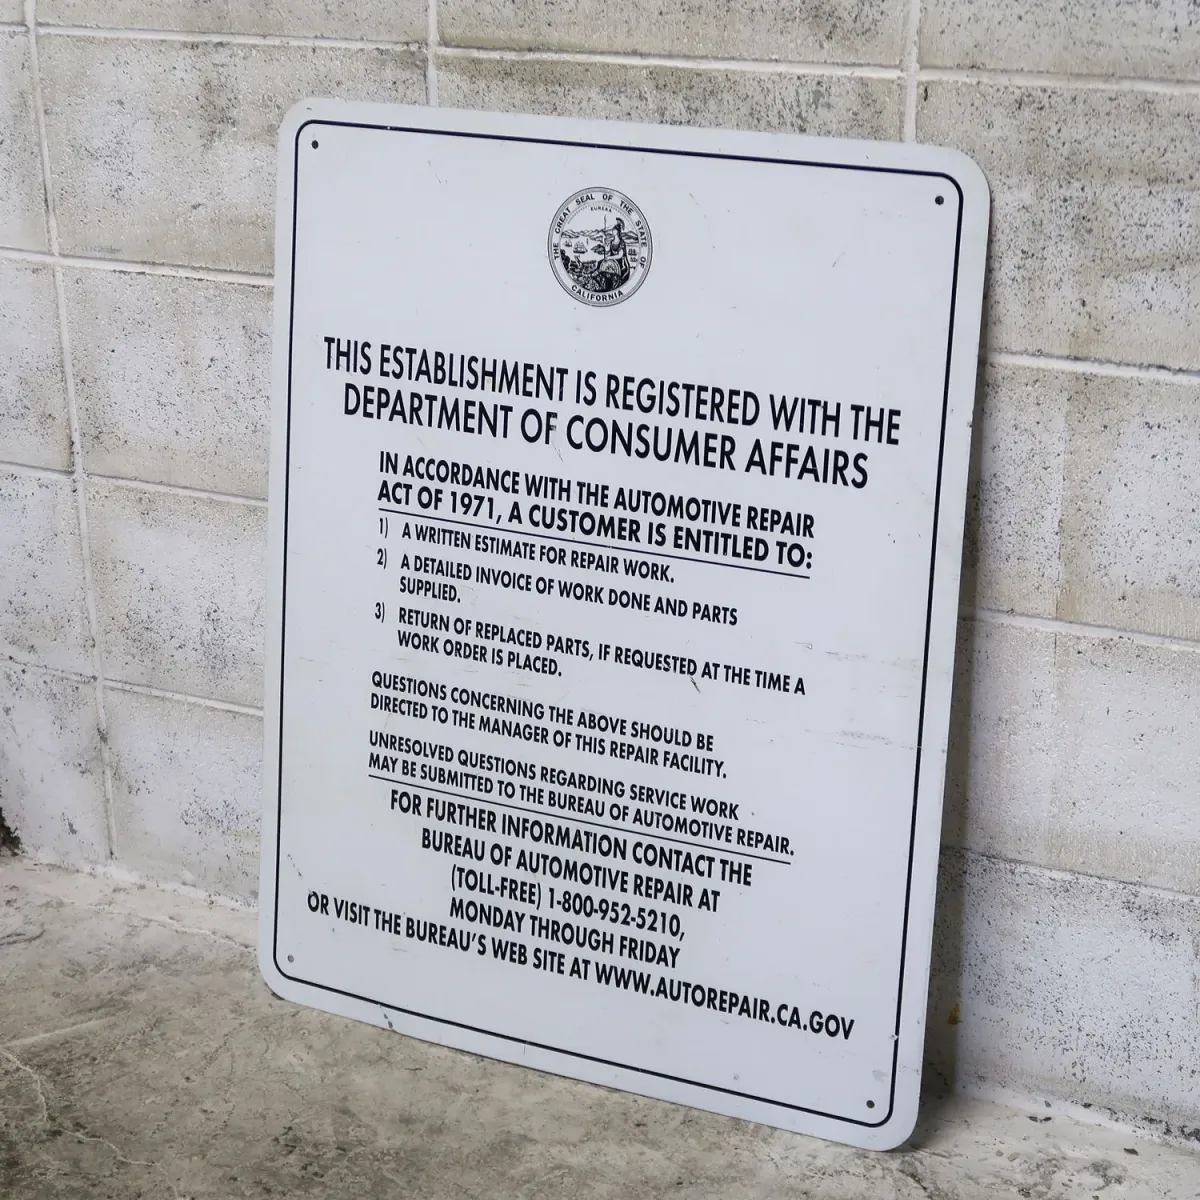 THE GREAT SEAL OF THE STATE OF CALIFORNIA
EUREKA
THIS ESTABLISHMENT IS REGISTERED WITH THE
DEPARTMENT OF CONSUMER AFFAIRS
IN ACCORDANCE WITH THE AUTOMOTIVE REPAIR
ACT OF 1971, A CUSTOMER IS ENTITLED TO:
1) A WRITTEN ESTIMATE FOR REPAIR WORK.
2) A DETAILED INVOICE OF WORK DONE AND PARTS
SUPPLIED.
3) RETURN OF REPLACED PARTS, IF REQUESTED AT THE TIME A
WORK ORDER IS PLACED.
QUESTIONS CONCERNING THE ABOVE SHOULD BE
DIRECTED TO THE MANAGER OF THIS REPAIR FACILITY.
UNRESOLVED QUESTIONS REGARDING SERVICE WORK
MAY BE SUBMITTED TO THE BUREAU OF AUTOMOTIVE REPAIR.
FOR FURTHER INFORMATION CONTACT THE
BUREAU OF AUTOMOTIVE REPAIR AT
(TOLL-FREE) 1-800-952-5210,
MONDAY THROUGH FRIDAY
OR VISIT THE BUREAU'S WEB SITE AT WWW.AUTOREPAIR.CA.GOV